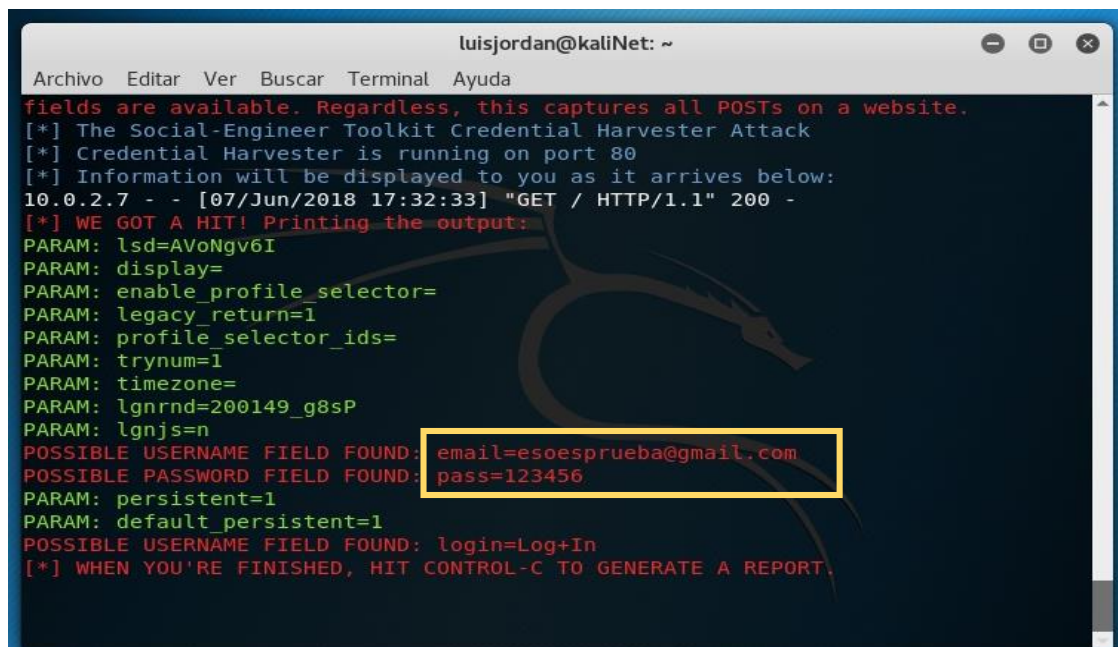 luisjordan@kaliNet: ~
Archivo Editar Ver Buscar Terminal Ayuda
fields are available. Regardless, this captures all POSTs on a website.
[*] The Social-Engineer Toolkit Credential Harvester Attack
[*] Credential Harvester is running on port 80
[*] Information will be displayed to you as it arrives below:
10.0.2.7 - - [07/Jun/2018 17:32:33] "GET / HTTP/1.1" 200 -
[*] WE GOT A HIT! Printing the output:
PARAM: lsd=AVoNgv6I
PARAM: display=
PARAM: enable_profile_selector=
PARAM: legacy_return=1
PARAM: profile_selector_ids=
PARAM: trynum=1
PARAM: timezone=
PARAM: lgnrnd=200149_g8sP
PARAM: lgnjs=n
POSSIBLE USERNAME FIELD FOUND: email=esoesprueba@gmail.com
POSSIBLE PASSWORD FIELD FOUND: pass=123456
PARAM: persistent=1
PARAM: default_persistent=1
POSSIBLE USERNAME FIELD FOUND: login=Log+In
[*] WHEN YOU'RE FINISHED, HIT CONTROL-C TO GENERATE A REPORT.